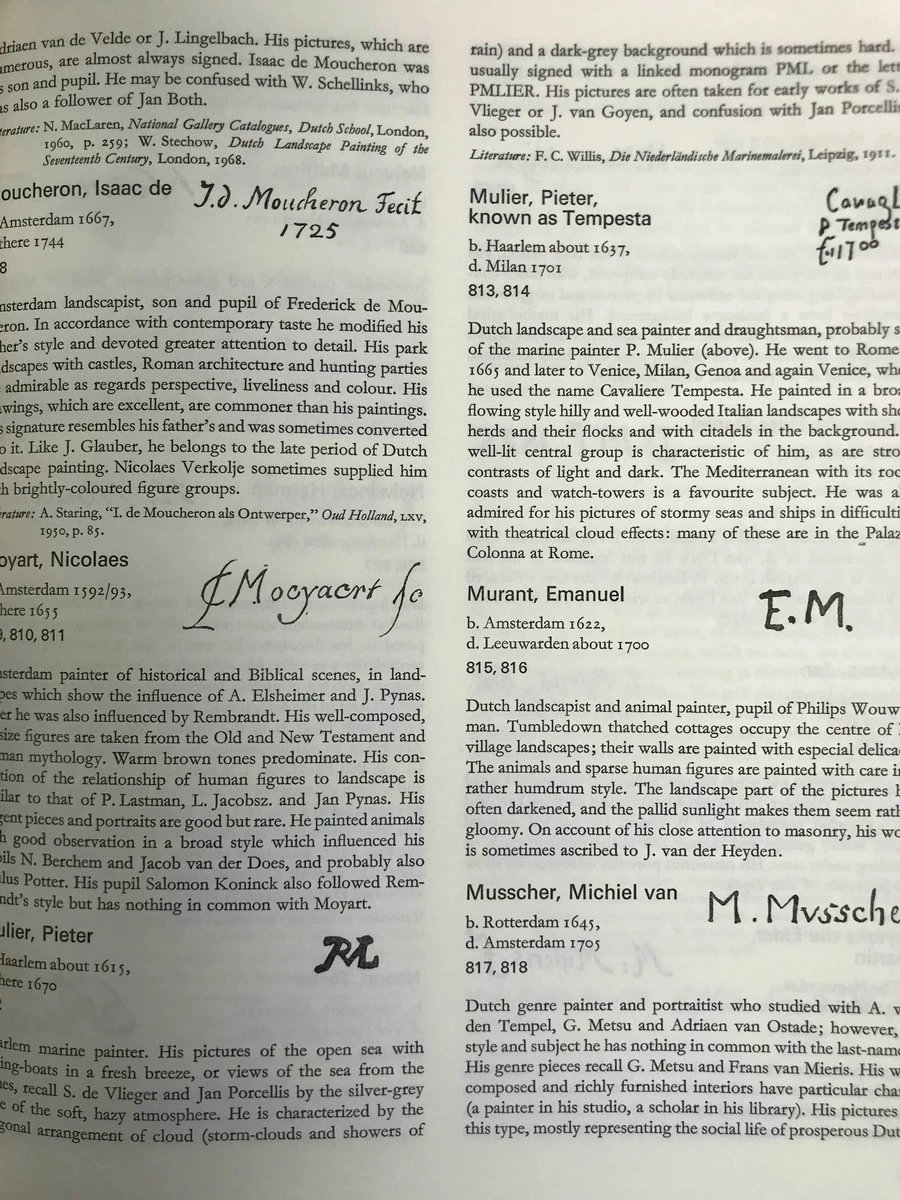 driaen van de Velde or J. Lingelbach. His pictures, which are
merous, are almost always signed. Isaac de Moucheron was
son and pupil. He may be confused with W. Schellinks, who
s also a follower of Jan Both.
erature: N. MacLaren, National Gallery Catalogues, Dutch School, London,
1960, p. 259; W. Stechow, Dutch Landscape Painting of the
Seventeenth Century, London, 1968.
oucheron, Isaac de
J.d. Moucheron Fecit
1725
Amsterdam 1667,
there 1744
8
msterdam landscapist, son and pupil of Frederick de Mou-
eron. In accordance with contemporary taste he modified his
her's style and devoted greater attention to detail. His park
dscapes with castles, Roman architecture and hunting parties
admirable as regards perspective, liveliness and colour. His
wings, which are excellent, are commoner than his paintings.
s signature resembles his father's and was sometimes converted
o it. Like J. Glauber, he belongs to the late period of Dutch
dscape painting. Nicolaes Verkolje sometimes supplied him
h brightly-coloured figure groups.
rature: A. Staring, "I. de Moucheron als Ontwerper," Oud Holland, LXV,
1950, p. 85.
oyart, Nicolaes
Mocyaert fc
Amsterdam 1592/93,
here 1655
, 810, 811
sterdam painter of historical and Biblical scenes, in land-
pes which show the influence of A. Elsheimer and J. Pynas.
er he was also influenced by Rembrandt. His well-composed,
size figures are taken from the Old and New Testament and
man mythology. Warm brown tones predominate. His con-
tion of the relationship of human figures to landscape is
ilar to that of P. Lastman, L. Jacobsz. and Jan Pynas. His
gent pieces and portraits are good but rare. He painted animals
h good observation in a broad style which influenced his
ils N. Berchem and Jacob van der Does, and probably also
lus Potter. His pupil Salomon Koninck also followed Rem-
ndt's style but has nothing in common with Moyart.
ulier, Pieter
Haarlem about 1615,
here 1670
arlem marine painter. His pictures of the open sea with
ing-boats in a fresh breeze, or views of the sea from the
es, recall S. de Vlieger and Jan Porcellis by the silver-grey
e of the soft, hazy atmosphere. He is characterized by the
gonal arrangement of cloud (storm-clouds and showers of
rain) and a dark-grey background which is sometimes hard.
usually signed with a linked monogram PML or the lett
PMLIER. His pictures are often taken for early works of S.
Vlieger or J. van Goyen, and confusion with Jan Porcelli
also possible.
Literature: F. C. Willis, Die Niederländische Marinemalerei, Leipzig, 1911.
Mulier, Pieter,
known as Tempesta
Cavagl
P Tempest
1700
b. Haarlem about 1637,
d. Milan 1701
813, 814
Dutch landscape and sea painter and draughtsman, probably s
of the marine painter P. Mulier (above). He went to Rome
1665 and later to Venice, Milan, Genoa and again Venice, whe
he used the name Cavaliere Tempesta. He painted in a broa
flowing style hilly and well-wooded Italian landscapes with she
herds and their flocks and with citadels in the background.
well-lit central group is characteristic of him, as are stro
contrasts of light and dark. The Mediterranean with its roc
coasts and watch-towers is a favourite subject. He was a
admired for his pictures of stormy seas and ships in difficulti
with theatrical cloud effects: many of these are in the Palaz
Colonna at Rome.
Murant, Emanuel
E.M.
b. Amsterdam 1622,
d. Leeuwarden about 1700
815, 816
Dutch landscapist and animal painter, pupil of Philips Wouw
man. Tumbledown thatched cottages occupy the centre of
village landscapes; their walls are painted with especial delica
The animals and sparse human figures are painted with care i
rather humdrum style. The landscape part of the pictures h
often darkened, and the pallid sunlight makes them seem rath
gloomy. On account of his close attention to masonry, his wo
is sometimes ascribed to J. van der Heyden.
Musscher, Michiel van
M. Mvssche
b. Rotterdam 1645,
d. Amsterdam 1705
817, 818
Dutch genre painter and portraitist who studied with A. v
den Tempel, G. Metsu and Adriaen van Ostade; however,
style and subject he has nothing in common with the last-name
His genre pieces recall G. Metsu and Frans van Mieris. His w
composed and richly furnished interiors have particular cha
(a painter in his studio, a scholar in his library). His pictures
this type, mostly representing the social life of prosperous Dut